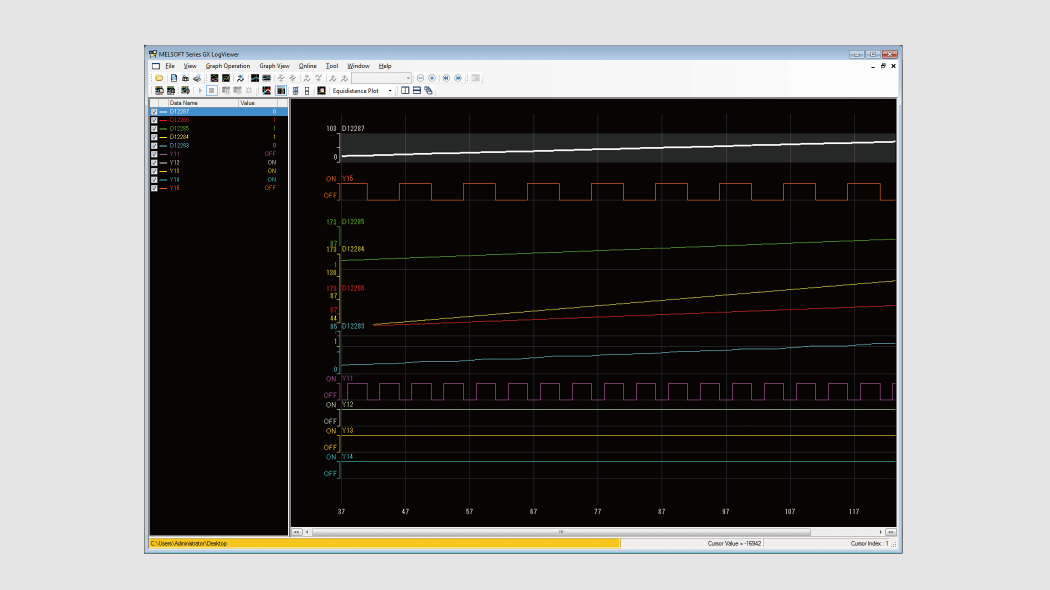 MELSOFT Series GX LogViewer
File View Graph Operation Graph View Online Tool Window Help
Equidistance Plot
Data Name Value
D12287 0
D12286 1
D12285 1
D12284 1
D12283 0
Y11 OFF
Y12 ON
Y13 ON
Y14 ON
Y15 OFF
103 D12287
0
ON Y15
OFF
173 D12285
87
173 D12284
1
130
173 D12286
87
87
44
85 D12283
1
0
ON Y11
OFF
ON Y12
OFF
ON Y13
OFF
ON Y14
OFF
37 47 57 67 77 87 97 107 117
C:\Users\Administrator\Desktop Cursor Value = -16942 Cursor Index : 1